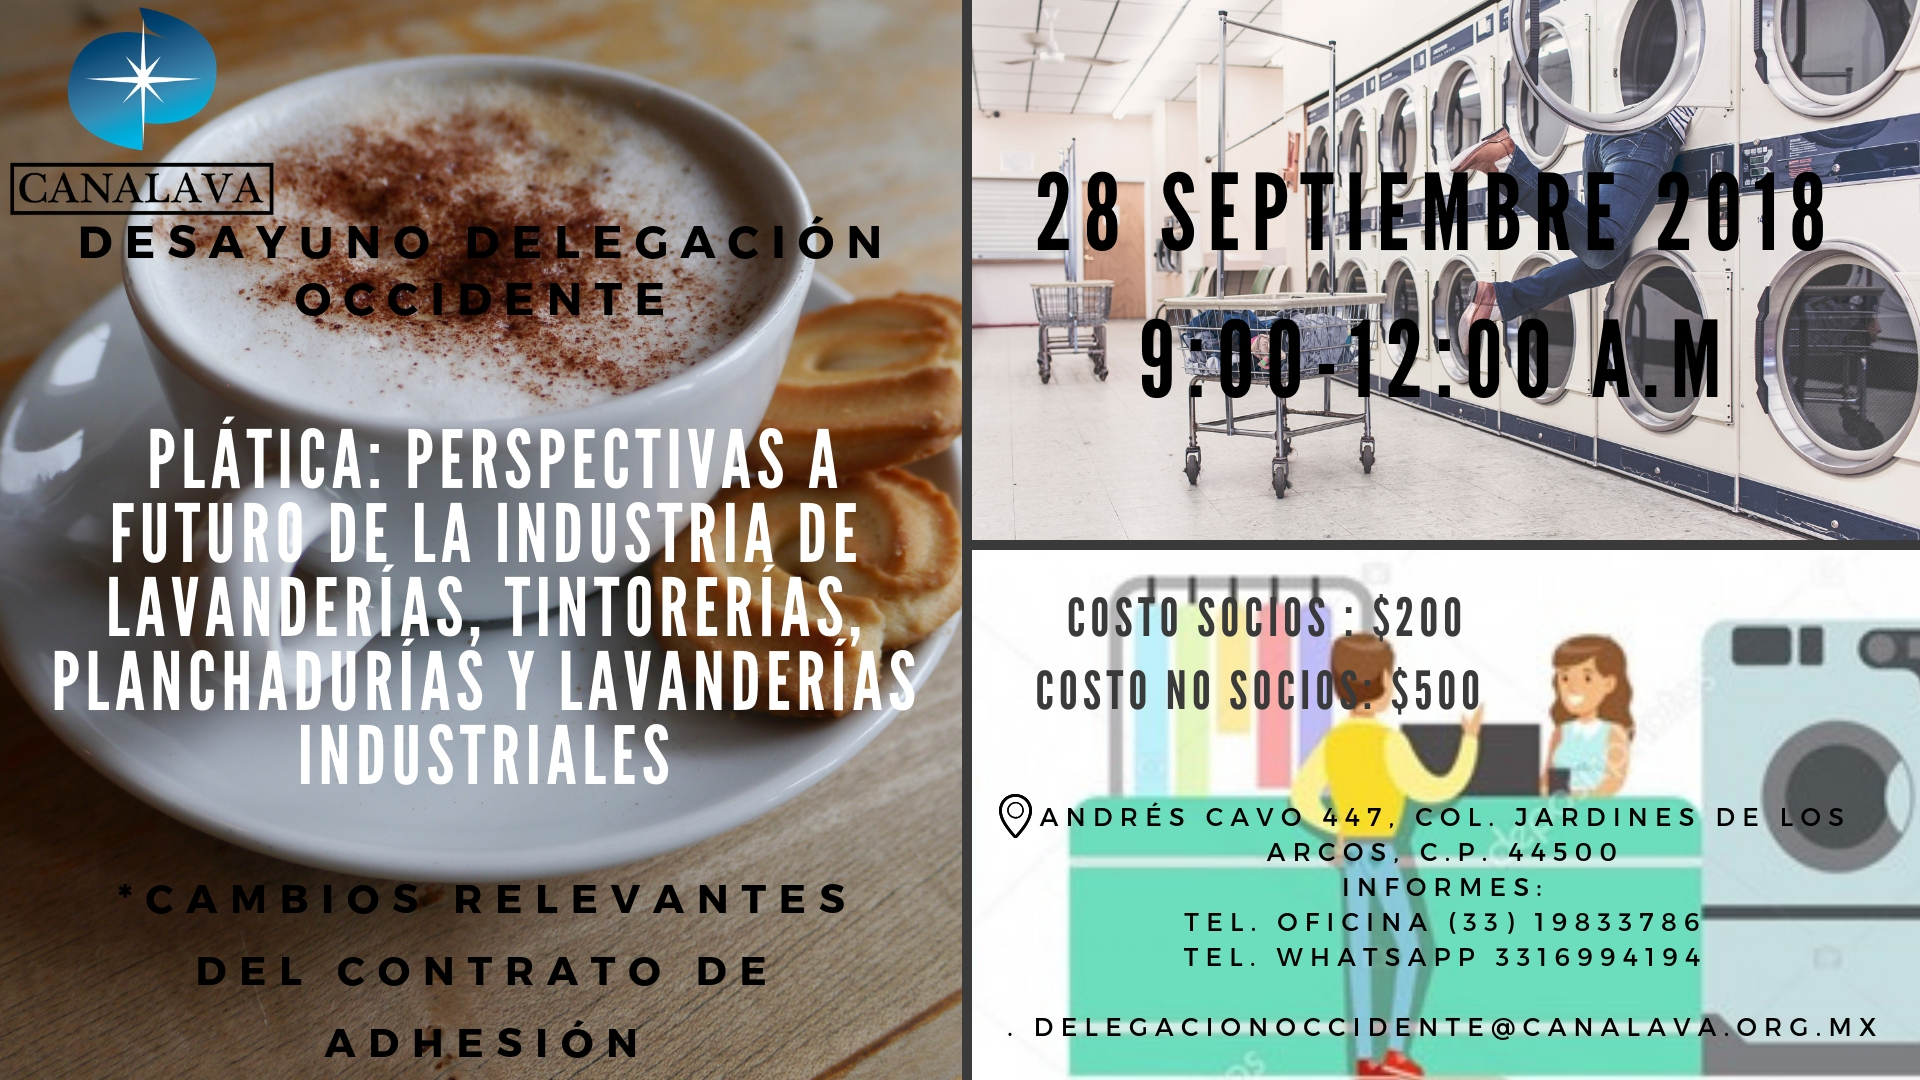 CANALAVA
DESAYUNO DELEGACIÓN
OCCIDENTE
PLÁTICA: PERSPECTIVAS A
FUTURO DE LA INDUSTRIA DE
LAVANDERÍAS, TINTORERÍAS,
PLANCHADURÍAS Y LAVANDERÍAS
INDUSTRIALES
*CAMBIOS RELEVANTES
DEL CONTRATO DE
ADHESIÓN
28 SEPTIEMBRE 2018
9:00-12:00 A.M
COSTO SOCIOS : $200
COSTO NO SOCIOS: $500
ANDRÉS CAVO 447, COL. JARDINES DE LOS
ARCOS, C.P. 44500
INFORMES:
TEL. OFICINA (33) 19833786
TEL. WHATSAPP 3316994194
. DELEGACIONOCCIDENTE@CANALAVA.ORG.MX